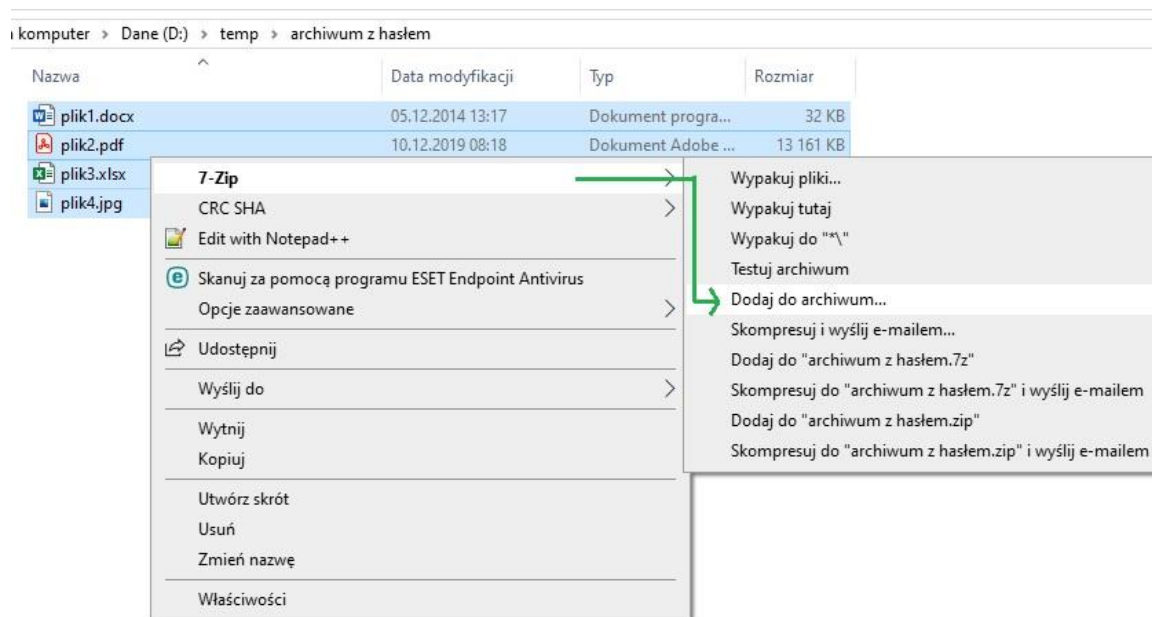 komputer > Dane (D:) > temp > archiwum z hasłem
Nazwa Data modyfikacji Typ Rozmiar
plik1.docx 05.12.2014 13:17 Dokument progra... 32 KB
plik2.pdf 10.12.2019 08:18 Dokument Adobe ... 13 161 KB
plik3.xlsx
plik4.jpg
7-Zip
CRC SHA
Edit with Notepad++
Skanuj za pomocą programu ESET Endpoint Antivirus
Opcje zaawansowane
Udostępnij
Wyślij do
Wytnij
Kopiuj
Utwórz skrót
Usuń
Zmień nazwę
Właściwości
Wypakuj pliki...
Wypakuj tutaj
Wypakuj do "*\"
Testuj archiwum
Dodaj do archiwum...
Skompresuj i wyślij e-mailem...
Dodaj do "archiwum z hasłem.7z"
Skompresuj do "archiwum z hasłem.7z" i wyślij e-mailem
Dodaj do "archiwum z hasłem.zip"
Skompresuj do "archiwum z hasłem.zip" i wyślij e-mailem